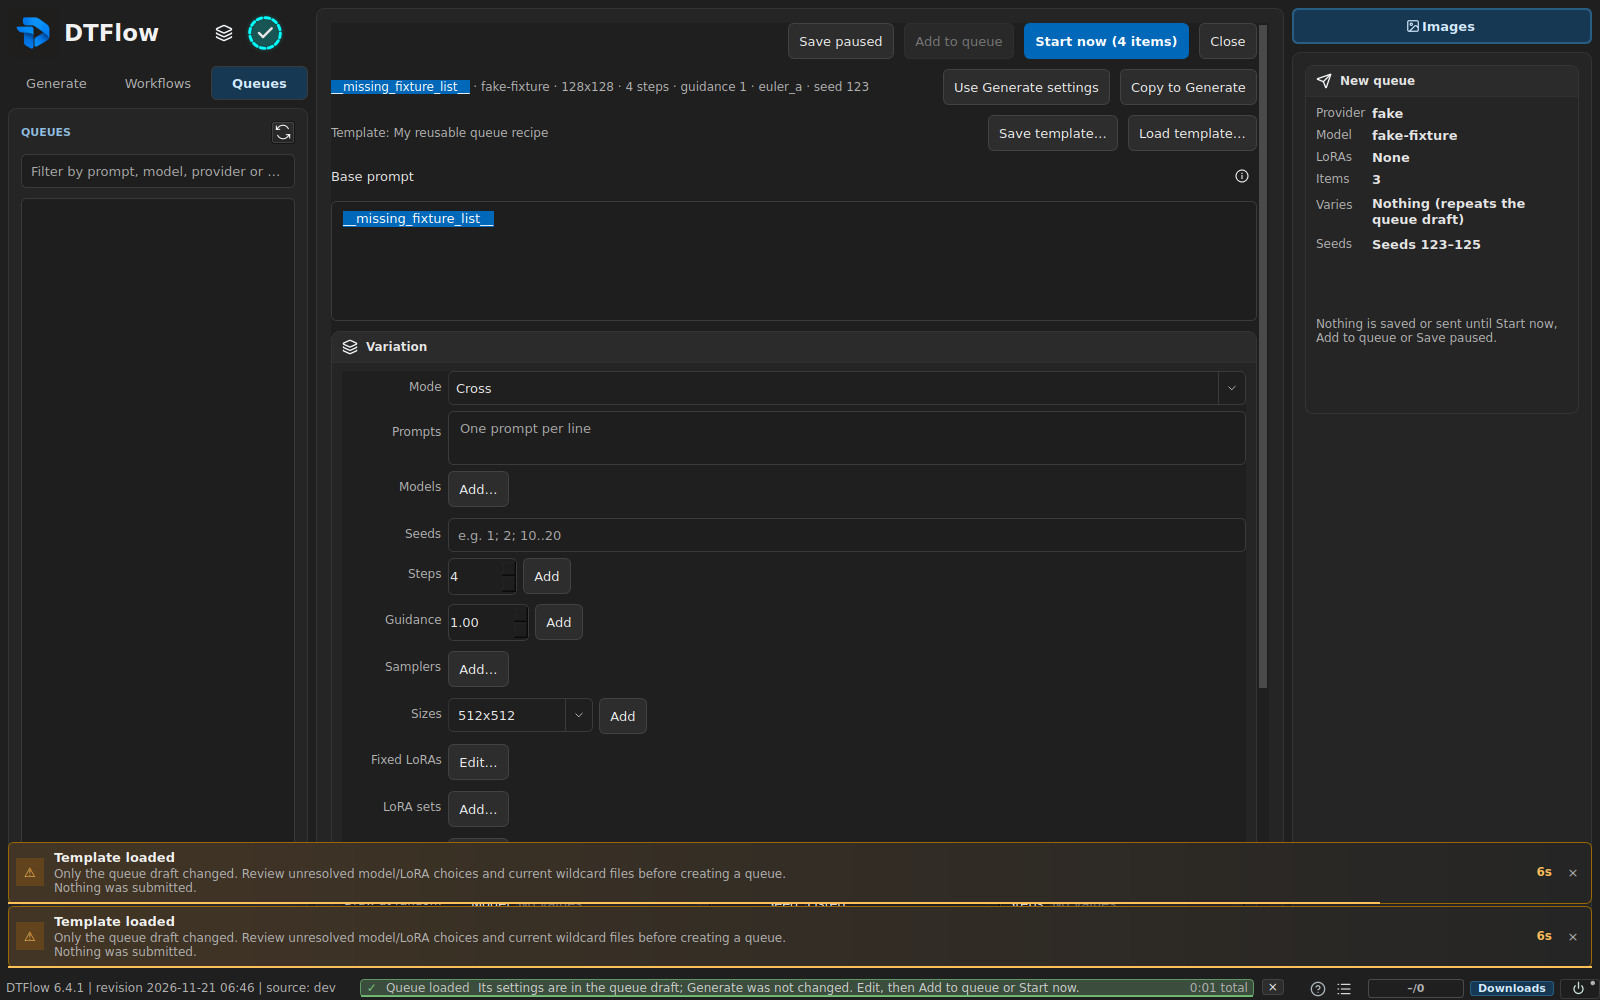 DTFlow
Generate
Workflows
Queues
QUEUES
Filter by prompt, model, provider or ...
Save paused
Add to queue
Start now (4 items)
Close
__missing_fixture_list__ · fake-fixture · 128x128 · 4 steps · guidance 1 · euler_a · seed 123
Use Generate settings
Copy to Generate
Template: My reusable queue recipe
Save template...
Load template...
Base prompt
__missing_fixture_list__
Variation
Mode
Cross
Prompts
One prompt per line
Models
Add...
Seeds
e.g. 1; 2; 10..20
Steps
4
Add
Guidance
1.00
Add
Samplers
Add...
Sizes
512x512
Add
Fixed LoRAs
Edit...
LoRA sets
Add...
Images
New queue
Provider fake
Model fake-fixture
LoRAs None
Items 3
Varies Nothing (repeats the
queue draft)
Seeds Seeds 123–125
Nothing is saved or sent until Start now,
Add to queue or Save paused.
Template loaded
Only the queue draft changed. Review unresolved model/LoRA choices and current wildcard files before creating a queue.
Nothing was submitted.
6s
Template loaded
Only the queue draft changed. Review unresolved model/LoRA choices and current wildcard files before creating a queue.
Nothing was submitted.
6s
DTFlow 6.4.1 | revision 2026-11-21 06:46 | source: dev
Queue loaded Its settings are in the queue draft; Generate was not changed. Edit, then Add to queue or Start now.
0:01 total
–/0
Downloads